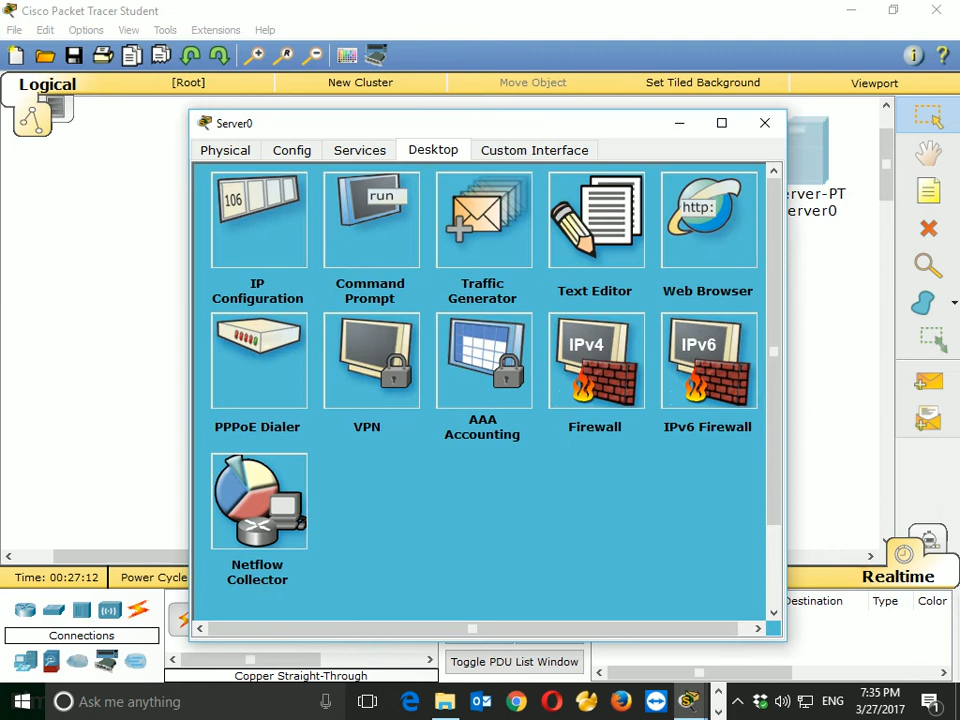 Cisco Packet Tracer Student
File Edit Options View Tools Extensions Help
Logical
[Root]
New Cluster
Move Object
Set Tiled Background
Viewport
Server0
Physical Config Services Desktop Custom Interface
106
run
http:
IP
Configuration
Command
Prompt
Traffic
Generator
Text Editor
Web Browser
IPv4
IPv6
PPPoE Dialer
VPN
AAA
Accounting
Firewall
IPv6 Firewall
Netflow
Collector
erver-PT
erver0
Time: 00:27:12
Power Cycle
Realtime
Connections
Copper Straight-Through
Toggle PDU List Window
Destination Type Color
Ask me anything
ENG
7:35 PM
3/27/2017
1